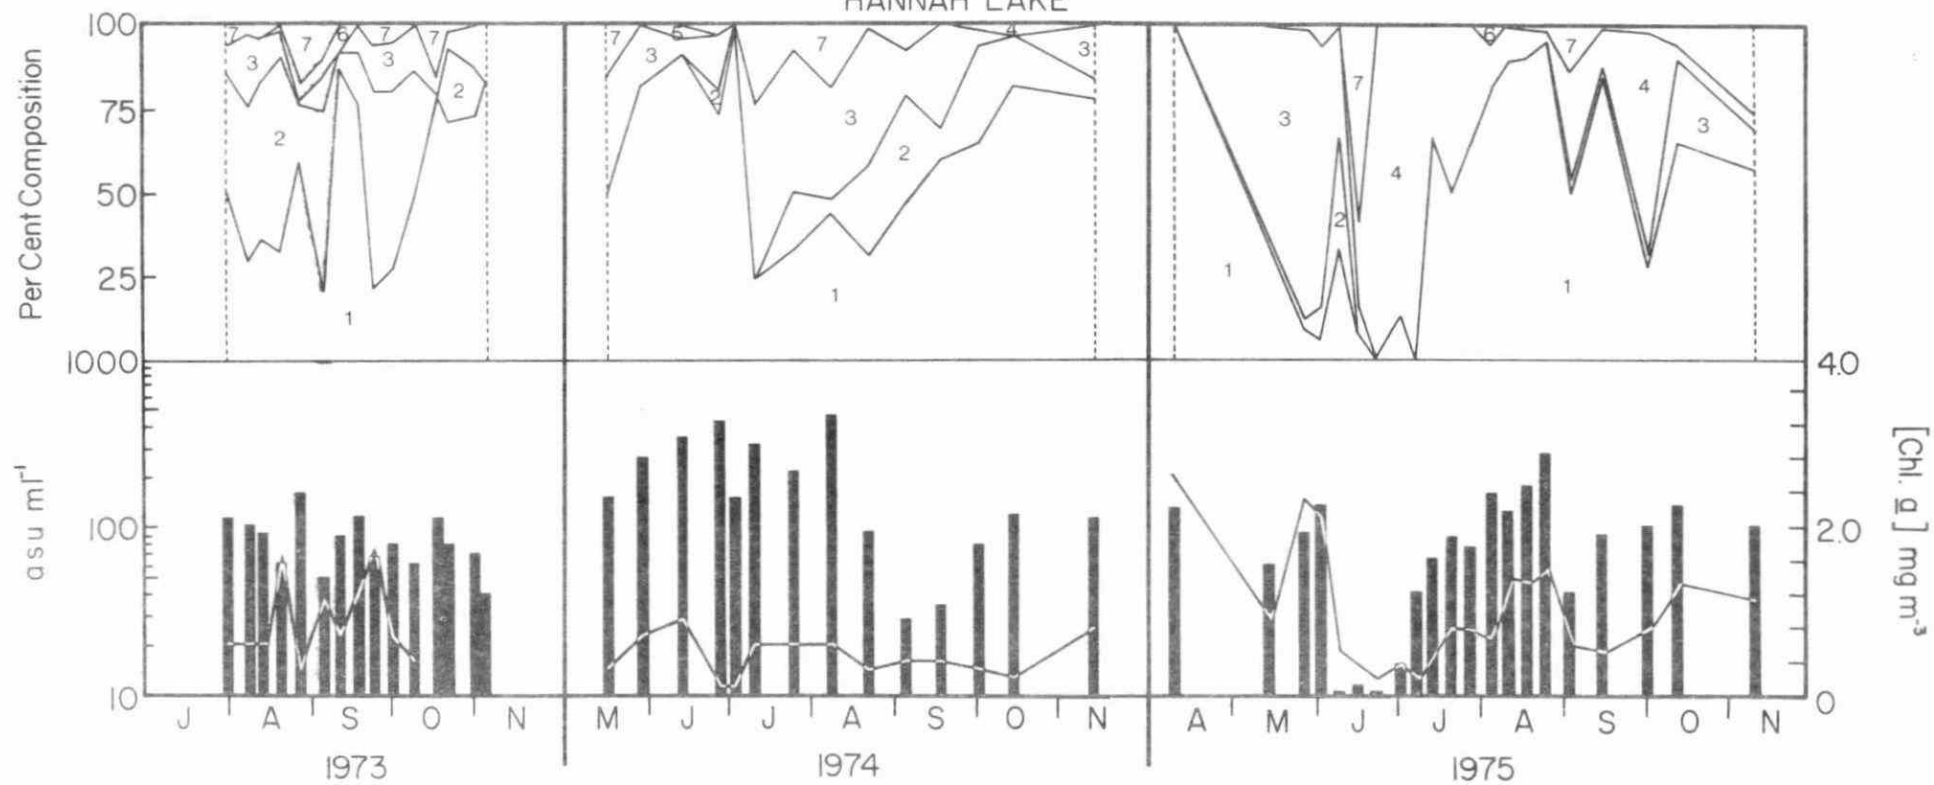 HANNAH LAKE
Per Cent Composition
100
75
50
25
1000
7 3 2 7 6 7 3 7 2 1
7 3 6 2 7 3 2 1 4 3
1 3 2 7 4 6 7 4 3 1
asu ml⁻¹
100
10
4.0
2.0
0
[Chl. a] mg m⁻³
J A S O N
M J J A S O N
A M J J A S O N
1973
1974
1975